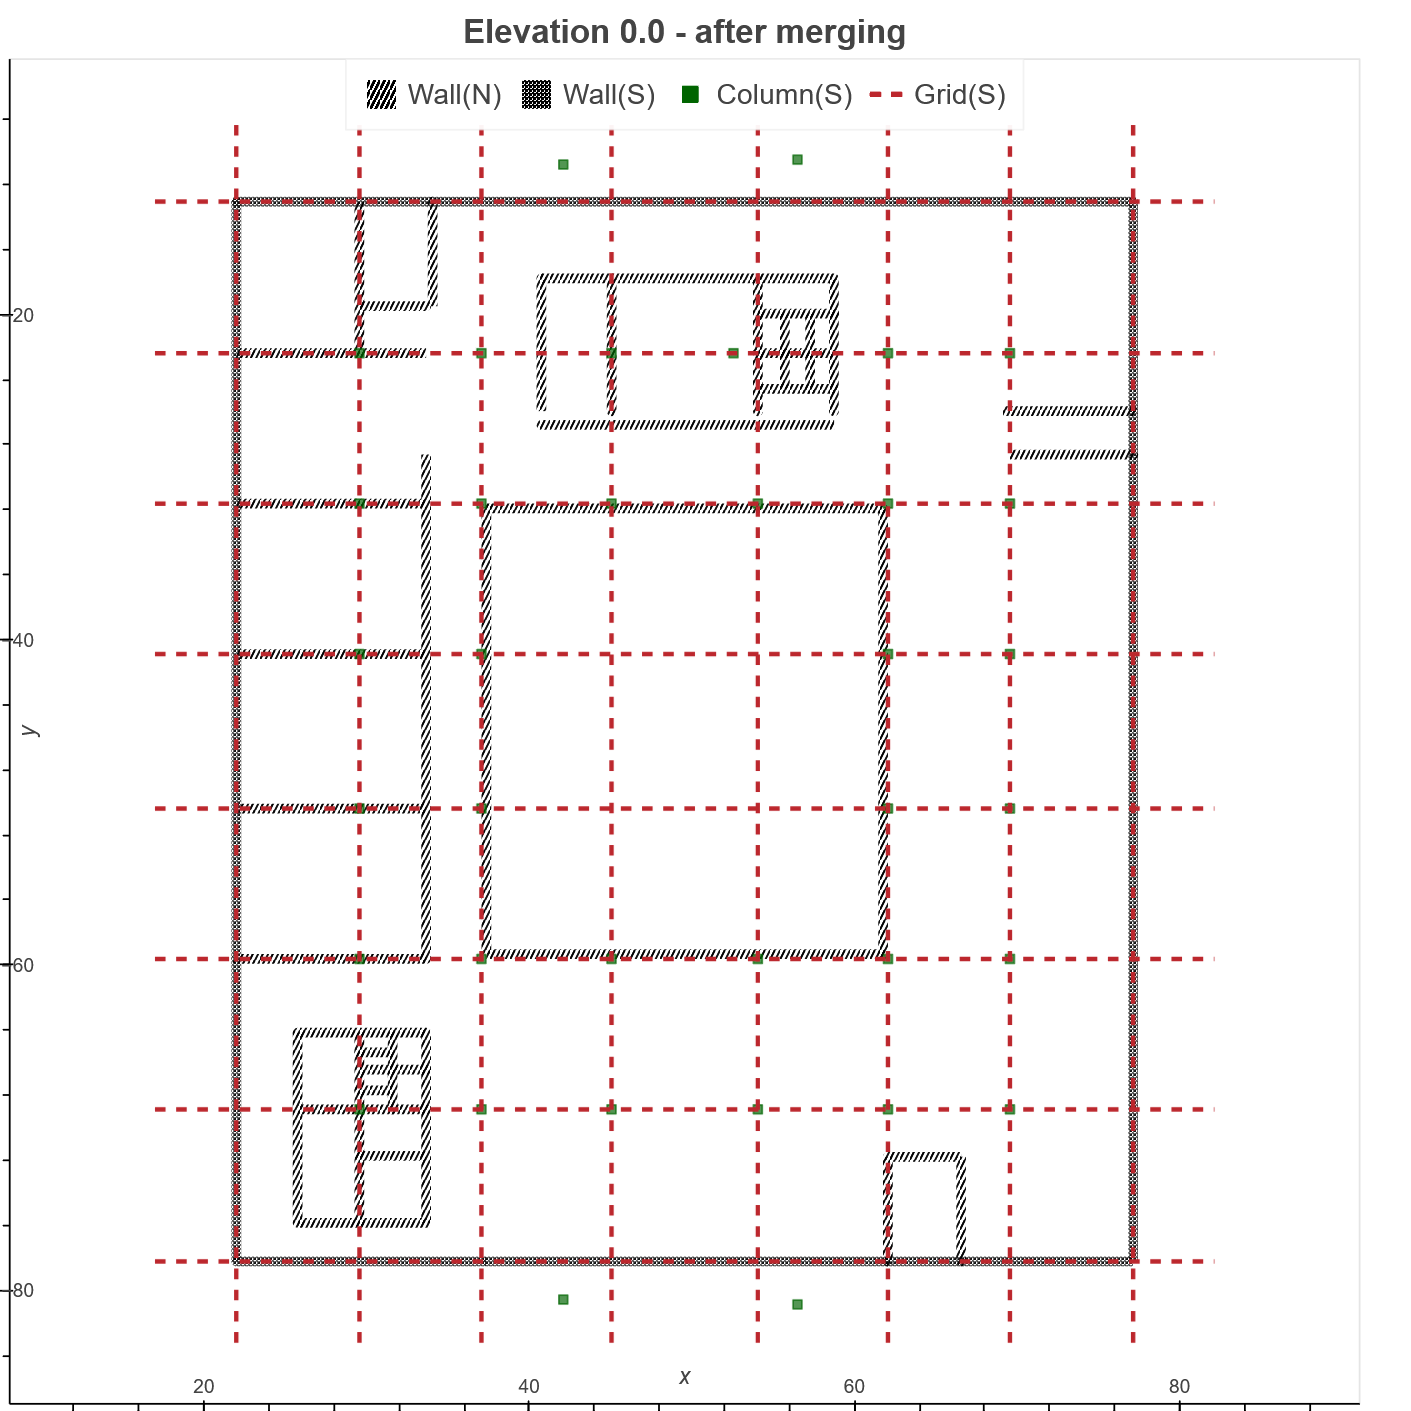 Elevation 0.0 - after merging
Wall(N) Wall(S) Column(S) Grid(S)
20
40
y
60
80
x
20 40 60 80